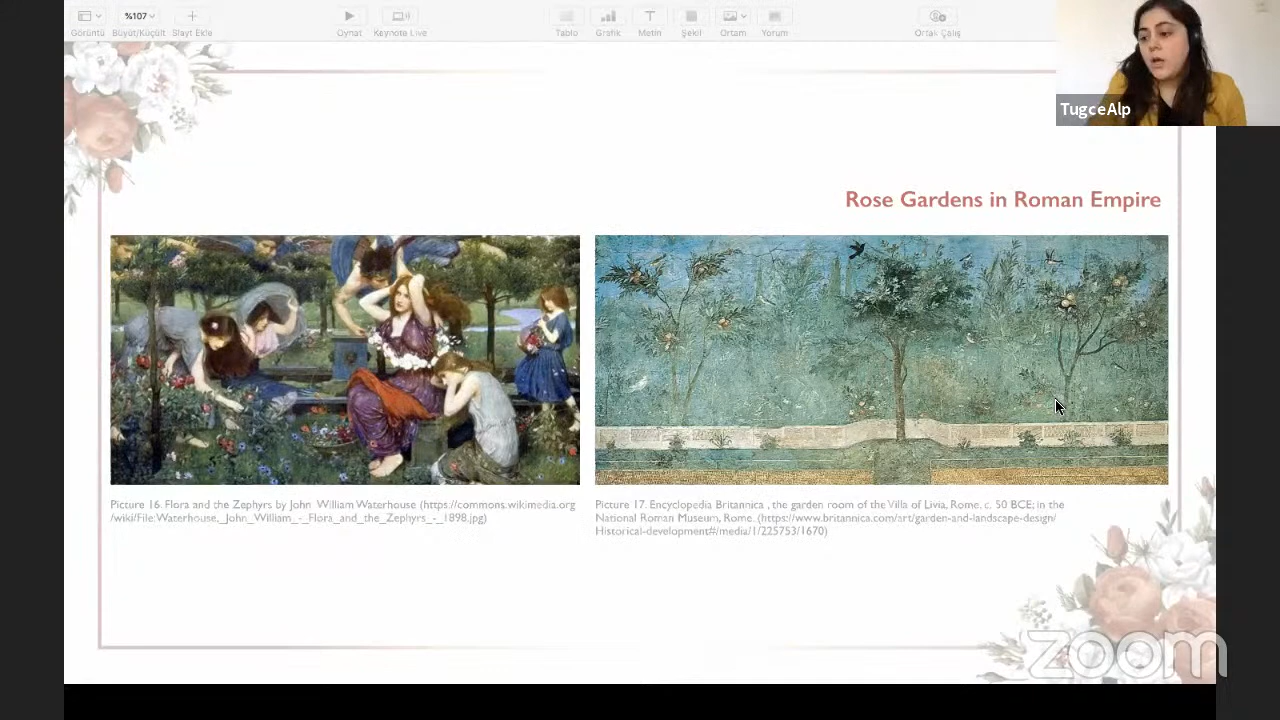 %107
Görüntü
Büyüt/Küçült
Slayt Ekle
Oynat
Keynote Live
Tablo
Grafik
Metin
Şekil
Ortam
Yorum
Ortak Çalış
TugceAlp
Rose Gardens in Roman Empire
Picture 16. Flora and the Zephyrs by John William Waterhouse (https://commons.wikimedia.org
/wiki/File:Waterhouse,_John_William_-_Flora_and_the_Zephyrs_-_1898.jpg)
Picture 17. Encyclopedia Britannica , the garden room of the Villa of Livia, Rome, c. 50 BCE; in the
National Roman Museum, Rome. (https://www.britannica.com/art/garden-and-landscape-design/
Historical-development#/media/1/225753/1670)
zoom